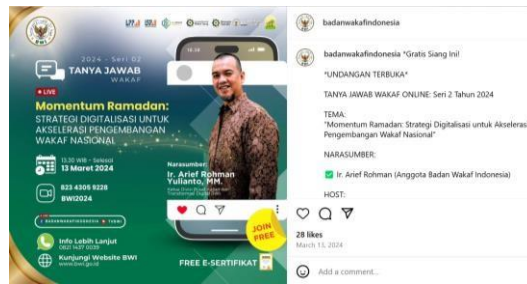 BWI
2024 - Seri 02
TANYA JAWAB
WAKAF
LIVE
Momentum Ramadan:
STRATEGI DIGITALISASI UNTUK
AKSELERASI PENGEMBANGAN
WAKAF NASIONAL
13.30 WIB - Selesai
13 Maret 2024
823 4305 9228
BWI2024
Info Lebih Lanjut
Kunjungi Website BWI
www.bwi.go.id
Narasumber:
Ir. Arief Rohman
Yulianto, MM.
JOIN
FREE
FREE E-SERTIFIKAT
badanwakafindonesia
badanwakafindonesia *Gratis Siang Ini!
*UNDANGAN TERBUKA*
TANYA JAWAB WAKAF ONLINE: Seri 2 Tahun 2024
TEMA:
"Momentum Ramadan: Strategi Digitalisasi untuk Akseleras
Pengembangan Wakaf Nasional"
NARASUMBER:
Ir. Arief Rohman (Anggota Badan Wakaf Indonesia)
HOST:
28 likes
March 13, 2024
Add a comment...